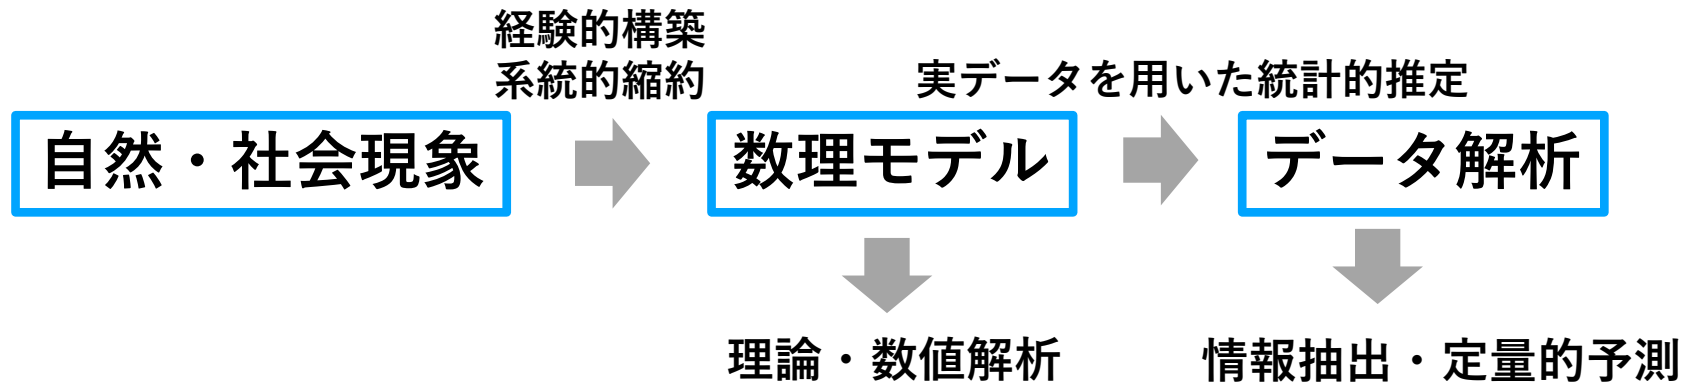 経験的構築
系統的縮約
実データを用いた統計的推定
自然・社会現象
数理モデル
データ解析
理論・数値解析
情報抽出・定量的予測